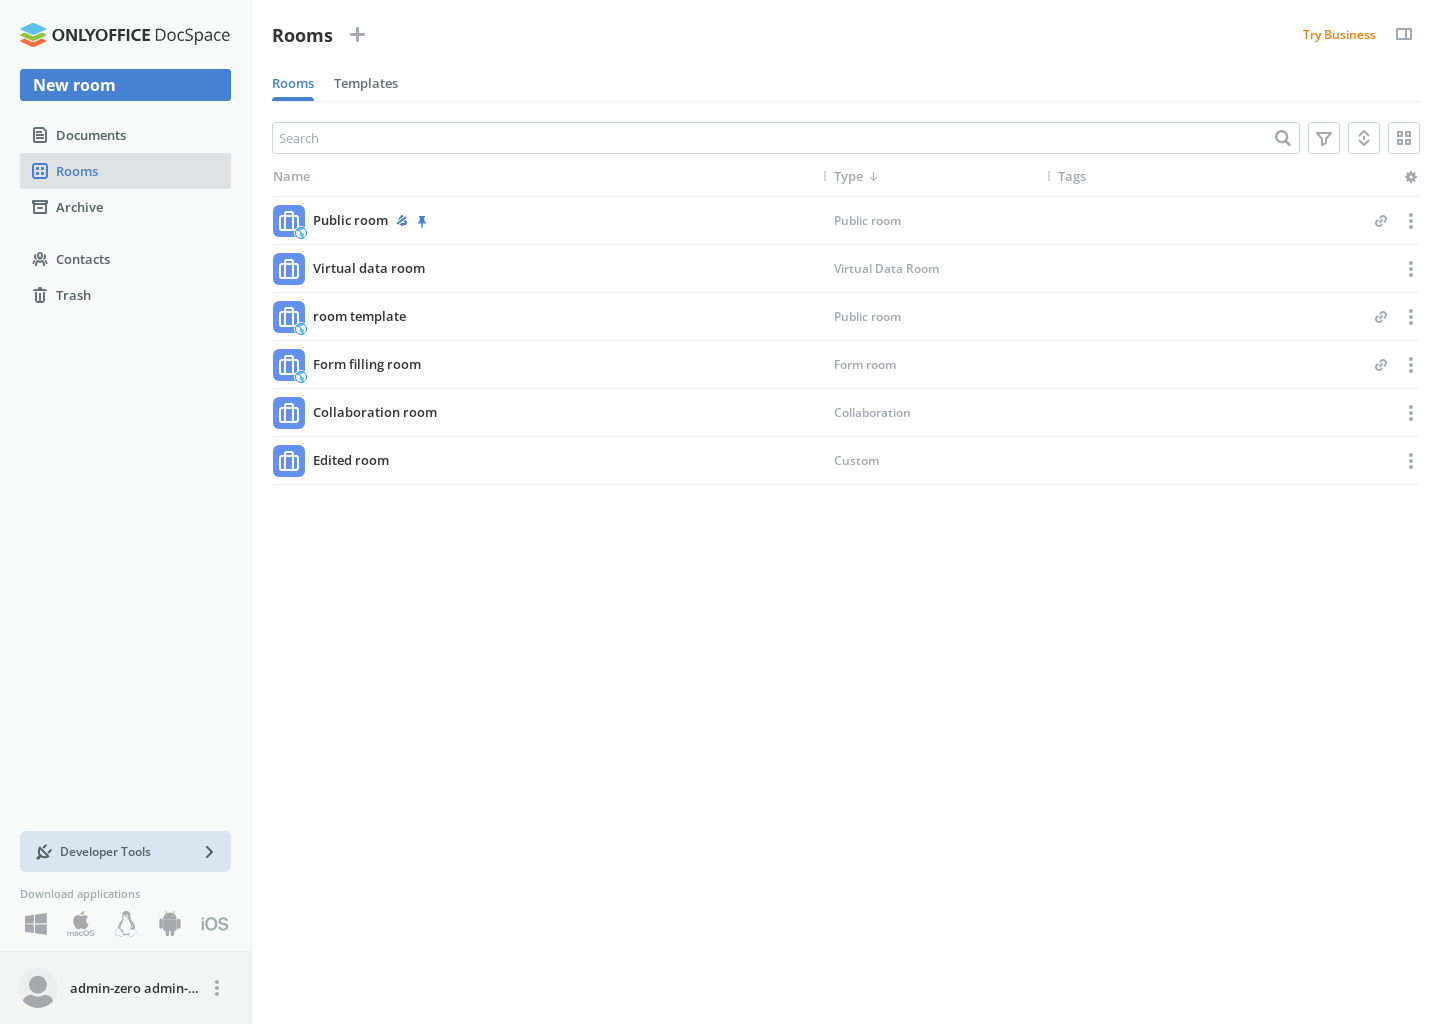 ONLYOFFICE DocSpace
New room
Documents
Rooms
Archive
Contacts
Trash
Developer Tools
Download applications
macOS
iOS
admin-zero admin-...
Rooms
Try Business
Rooms Templates
Search
Name Type Tags
Public room Public room
Virtual data room Virtual Data Room
room template Public room
Form filling room Form room
Collaboration room Collaboration
Edited room Custom